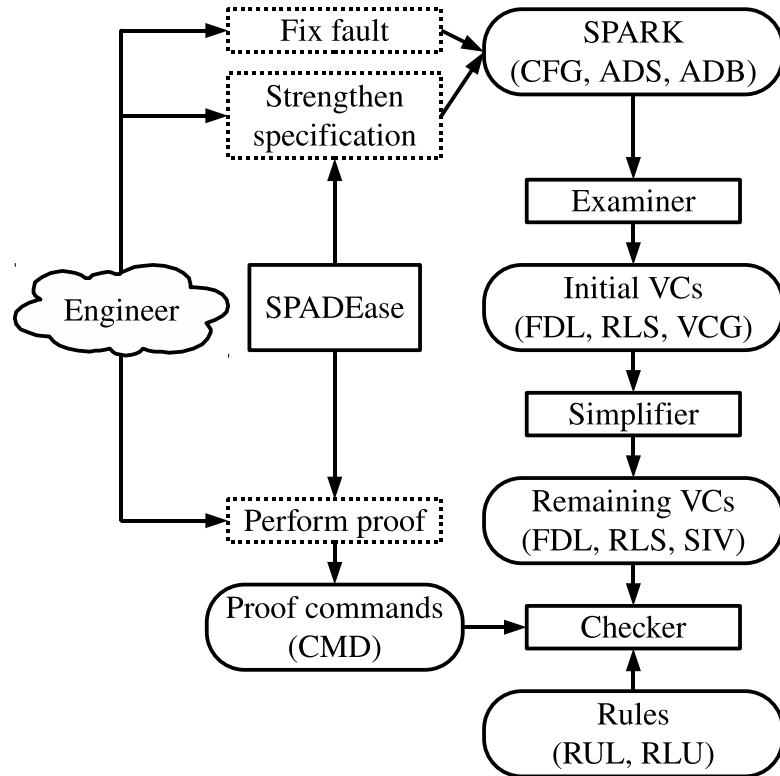 Fix fault
SPARK
(CFG, ADS, ADB)
Strengthen
specification
Examiner
Engineer
SPADEase
Initial VCs
(FDL, RLS, VCG)
Simplifier
Perform proof
Remaining VCs
(FDL, RLS, SIV)
Proof commands
(CMD)
Checker
Rules
(RUL, RLU)